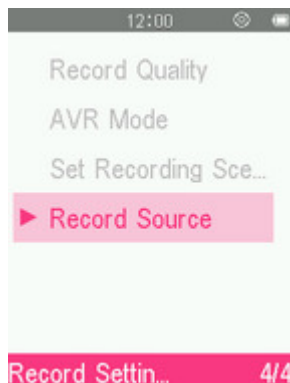 12:00
Record Quality
AVR Mode
Set Recording Sce...
Record Source
Record Settin... 4/4